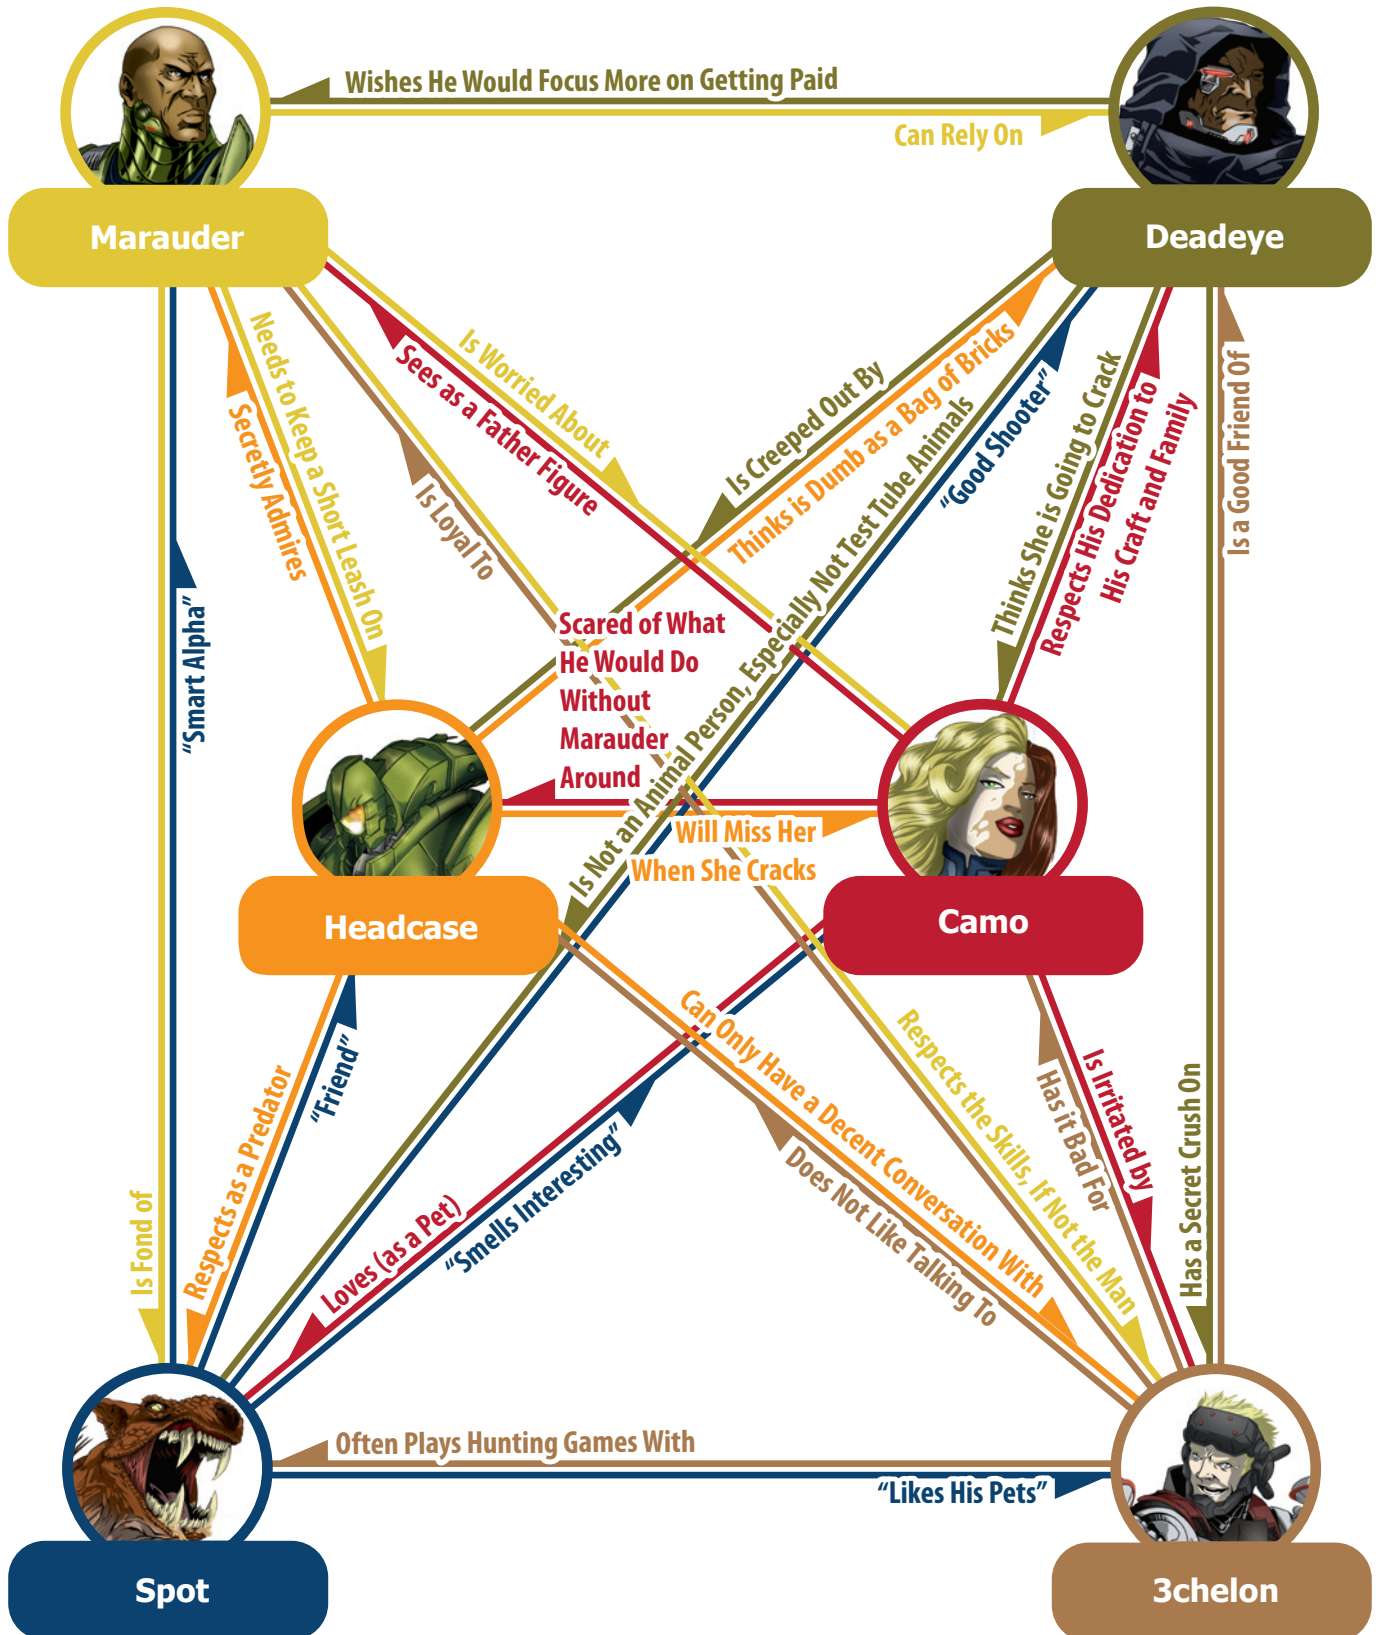 Wishes He Would Focus More on Getting Paid
Can Rely On
Marauder
Deadeye
Needs to Keep a Short Leash On
Secretly Admires
Is Worried About
Sees as a Father Figure
Is Loyal To
Is Creeped Out By
Thinks is Dumb as a Bag of Bricks
Is Not an Animal Person, Especially Not Test Tube Animals
“Good Shooter”
Thinks She is Going to Crack
Respects His Dedication to
His Craft and Family
Is a Good Friend Of
“Smart Alpha”
Scared of What
He Would Do
Without
Marauder
Around
Will Miss Her
When She Cracks
Headcase
Camo
Can Only Have a Decent Conversation With
Does Not Like Talking To
Respects the Skills, If Not the Man
Is Irritated by
Has it Bad For
Has a Secret Crush On
Is Fond of
Respects as a Predator
“Friend”
Loves (as a Pet)
“Smells Interesting”
Often Plays Hunting Games With
“Likes His Pets”
Spot
3chelon